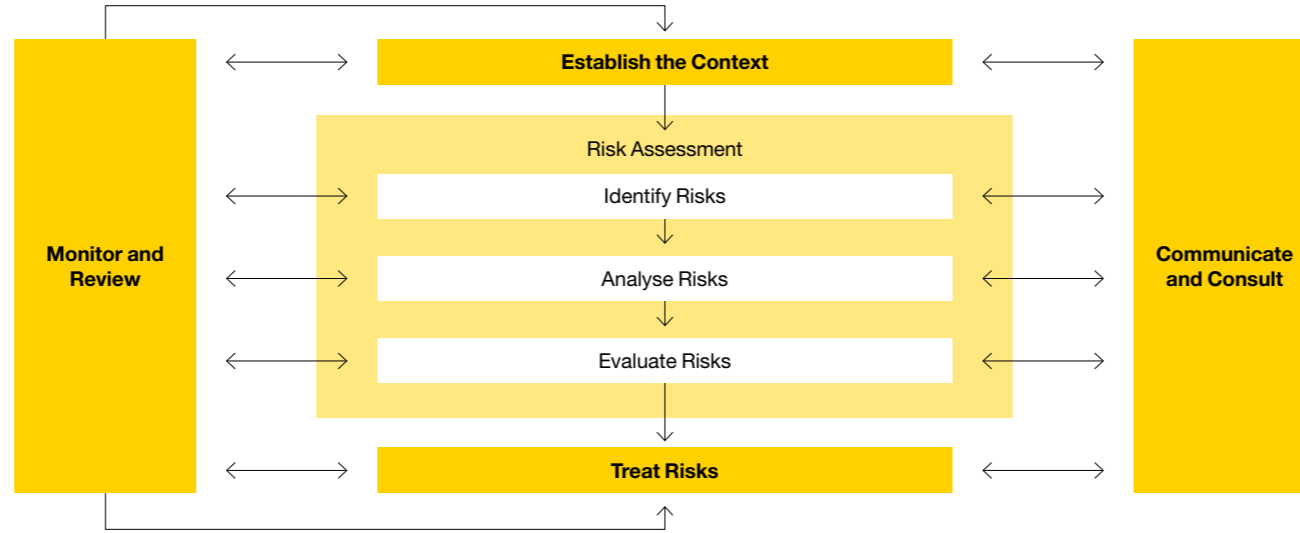 Establish the Context
Risk Assessment
Identify Risks
Monitor and
Review
Analyse Risks
Communicate
and Consult
Evaluate Risks
Treat Risks